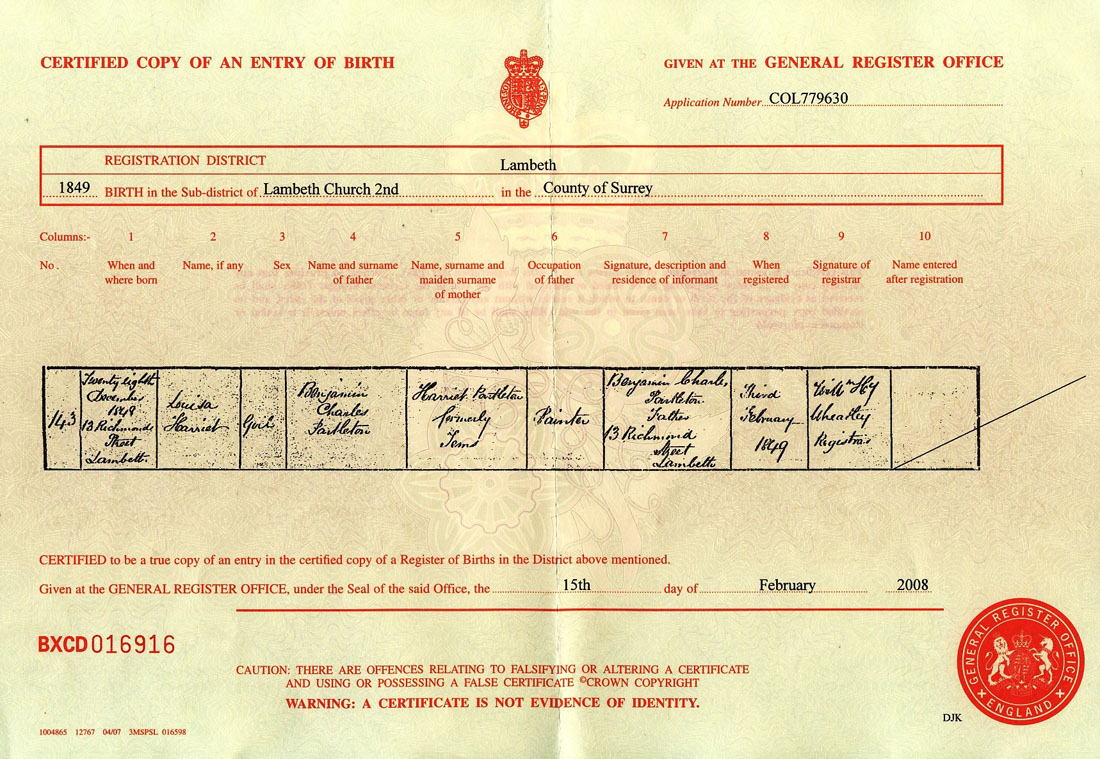 CERTIFIED COPY OF AN ENTRY OF BIRTH
GIVEN AT THE GENERAL REGISTER OFFICE
Application Number COL779630
REGISTRATION DISTRICT Lambeth
1849 BIRTH in the Sub-district of Lambeth Church 2nd in the County of Surrey
Columns:- 1 2 3 4 5 6 7 8 9 10
No. When and where born
Name, if any
Sex
Name and surname of father
Name, surname and maiden surname of mother
Occupation of father
Signature, description and residence of informant
When registered
Signature of registrar
Name entered after registration
143
Twenty eighth
December
13 Richmond
Street
Lambeth
Louisa
Harriet
Girl
Benjamin
Charles
Partleton
Harriet Partleton
formerly
Painter
Benjamin Charles
Partleton
Father
13 Richmond
Street
Lambeth
Third
February
1849
Will^m Hy
Wheatley
Registrar
CERTIFIED to be a true copy of an entry in the certified copy of a Register of Births in the District above mentioned.
Given at the GENERAL REGISTER OFFICE, under the Seal of the said Office, the 15th day of February 2008
BXCD 016916
CAUTION: THERE ARE OFFENCES RELATING TO FALSIFYING OR ALTERING A CERTIFICATE
AND USING OR POSSESSING A FALSE CERTIFICATE ©CROWN COPYRIGHT
WARNING: A CERTIFICATE IS NOT EVIDENCE OF IDENTITY.
GENERAL REGISTER OFFICE
ENGLAND
DJK
1004865 12767 04/07 3MSPSL 016598